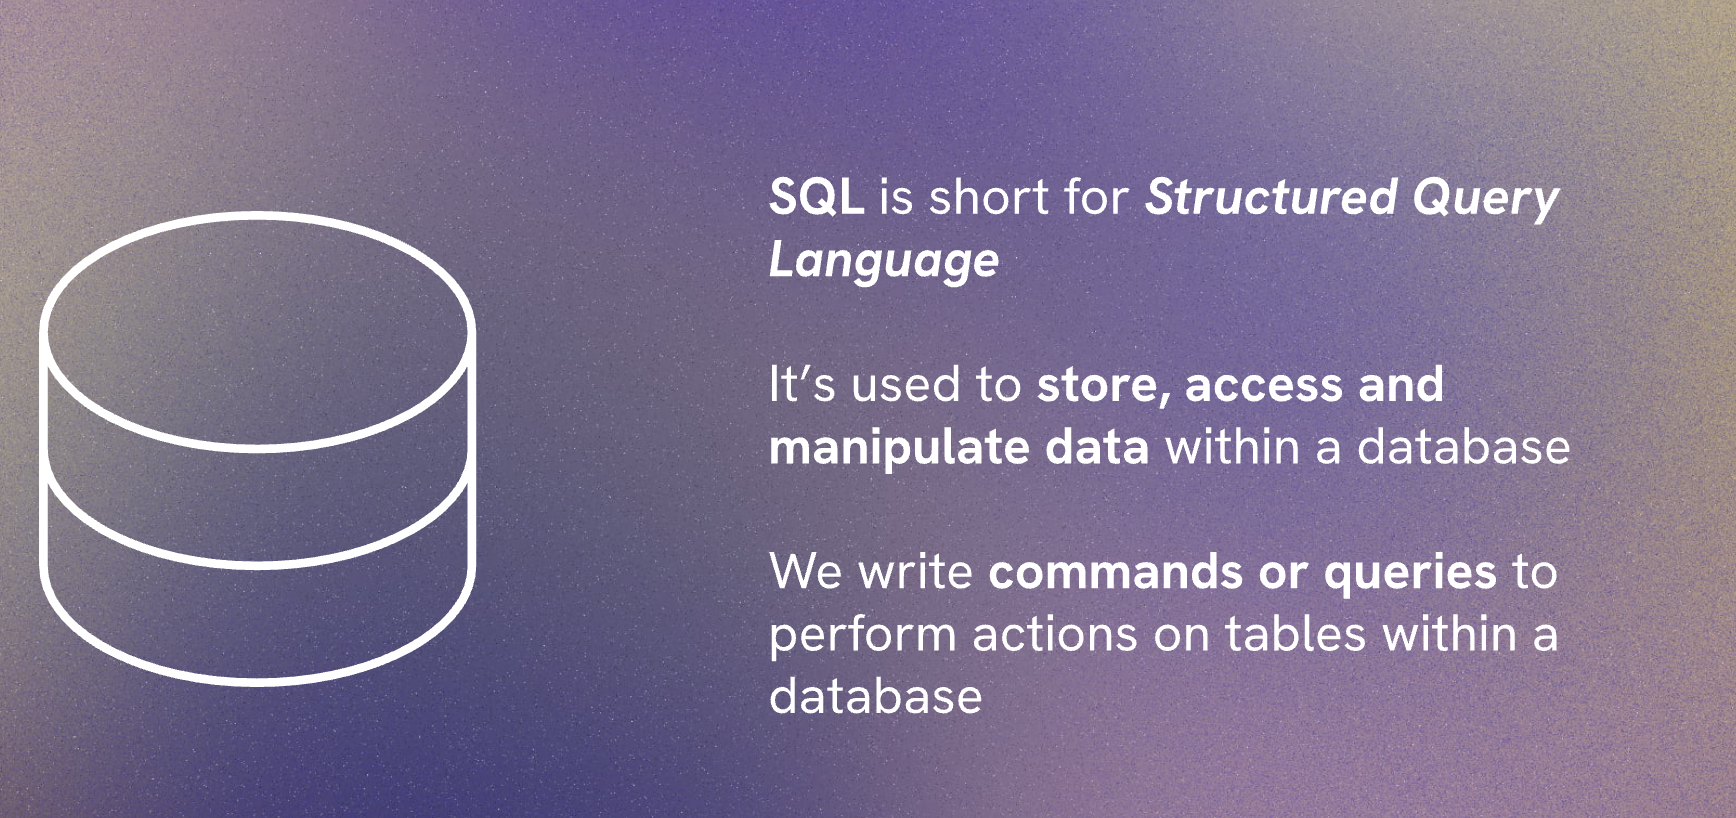 SQL is short for Structured Query
Language
It’s used to store, access and
manipulate data within a database
We write commands or queries to
perform actions on tables within a
database